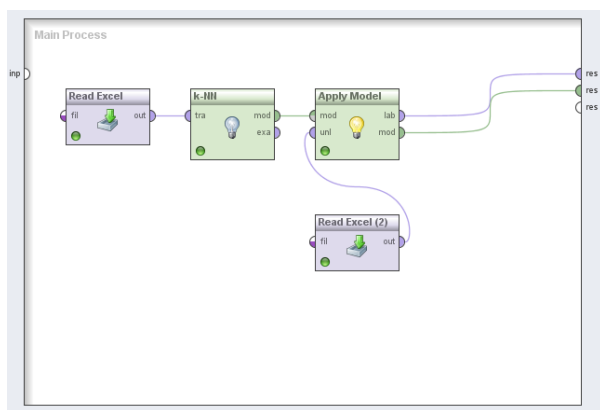 Main Process
inp
res
res
res
Read Excel
fil
out
k-NN
tra
mod
exa
Apply Model
mod
lab
unl
mod
Read Excel (2)
fil
out